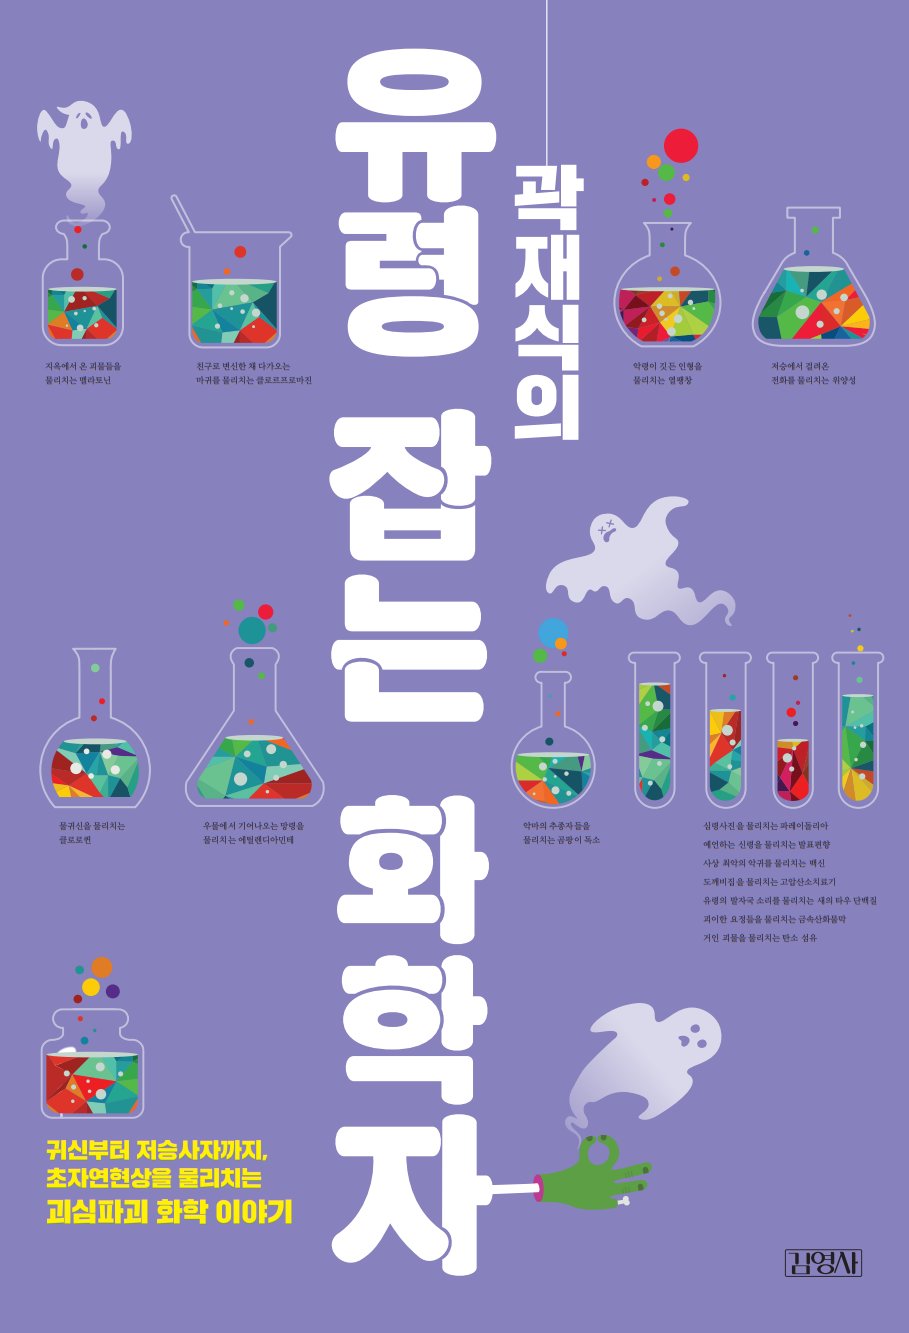 곽재식의
유령 잡는 화학자
지옥에서 온 괴물들을
물리치는 멜라토닌
친구로 변신한 채 다가오는
마귀를 물리치는 클로르프로마진
악령이 깃든 인형을
물리치는 열팽창
저승에서 걸려온
전화를 물리치는 위양성
물귀신을 물리치는
클로로퀸
우물에서 기어나오는 망령을
물리치는 에틸렌디아민테
악마의 추종자들을
물리치는 곰팡이 독소
심령사진을 물리치는 파레이돌리아
예언하는 신령을 물리치는 발표편향
사상 최악의 악귀를 물리치는 백신
도깨비집을 물리치는 고압산소치료기
유령의 발자국 소리를 물리치는 새의 타우 단백질
괴이한 요정들을 물리치는 금속산화물막
거인 괴물을 물리치는 탄소 섬유
귀신부터 저승사자까지,
초자연현상을 물리치는
괴심파괴 화학 이야기
김영사